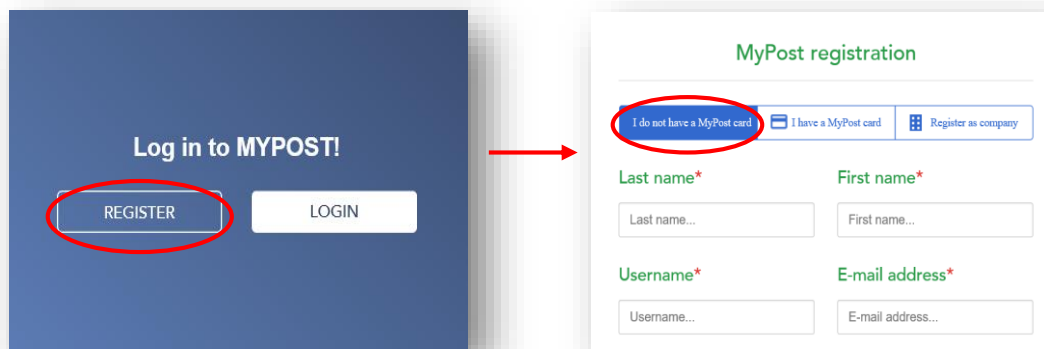 Log in to MYPOST!
REGISTER LOGIN
MyPost registration
I do not have a MyPost card I have a MyPost card Register as company
Last name* First name*
Last name... First name...
Username* E-mail address*
Username... E-mail address...